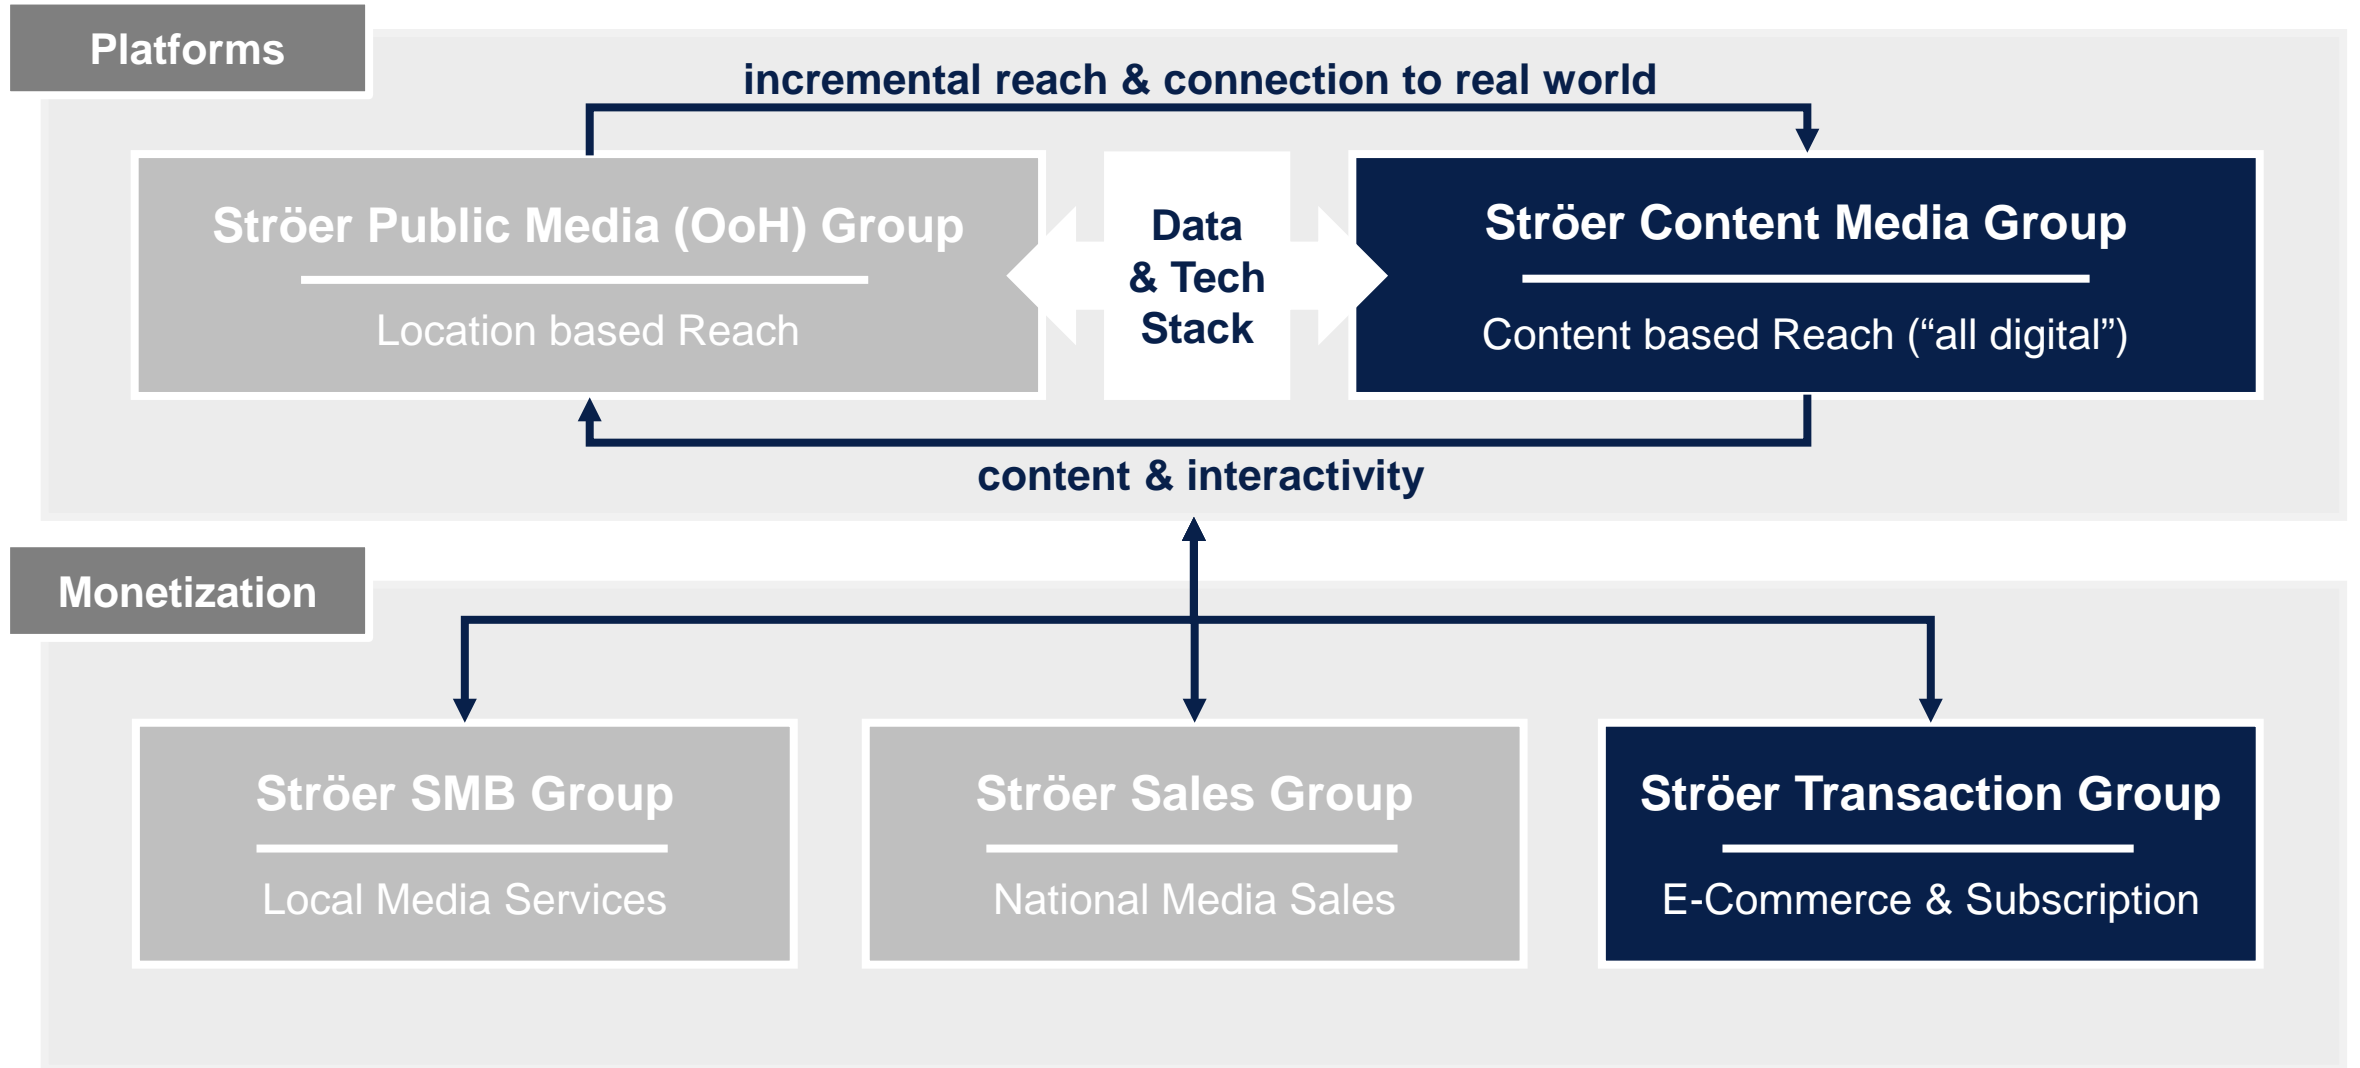 Platforms
incremental reach & connection to real world
Ströer Public Media (OoH) Group
Location based Reach
Data
& Tech
Stack
Ströer Content Media Group
Content based Reach (“all digital”)
content & interactivity
Monetization
Ströer SMB Group
Local Media Services
Ströer Sales Group
National Media Sales
Ströer Transaction Group
E-Commerce & Subscription